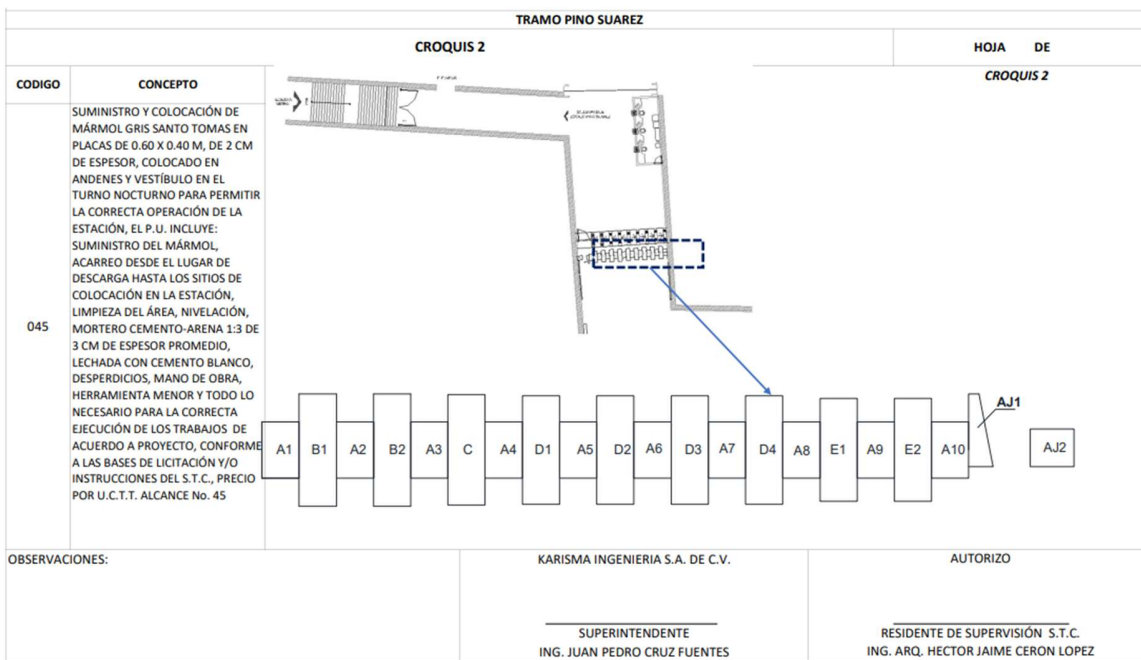 TRAMO PINO SUAREZ
CROQUIS 2
HOJA DE
CODIGO
CONCEPTO
CROQUIS 2
045
SUMINISTRO Y COLOCACIÓN DE
MÁRMOL GRIS SANTO TOMAS EN
PLACAS DE 0.60 X 0.40 M, DE 2 CM
DE ESPESOR, COLOCADO EN
ANDENES Y VESTÍBULO EN EL
TURNO NOCTURNO PARA PERMITIR
LA CORRECTA OPERACIÓN DE LA
ESTACIÓN, EL P.U. INCLUYE:
SUMINISTRO DEL MÁRMOL,
ACARREO DESDE EL LUGAR DE
DESCARGA HASTA LOS SITIOS DE
COLOCACIÓN EN LA ESTACIÓN,
LIMPIEZA DEL ÁREA, NIVELACIÓN,
MORTERO CEMENTO-ARENA 1:3 DE
3 CM DE ESPESOR PROMEDIO,
LECHADA CON CEMENTO BLANCO,
DESPERDICIOS, MANO DE OBRA,
HERRAMIENTA MENOR Y TODO LO
NECESARIO PARA LA CORRECTA
EJECUCIÓN DE LOS TRABAJOS DE
ACUERDO A PROYECTO, CONFORME
A LAS BASES DE LICITACIÓN Y/O
INSTRUCCIONES DEL S.T.C., PRECIO
POR U.C.T.T. ALCANCE No. 45
AJ1
A1 B1 A2 B2 A3 C A4 D1 A5 D2 A6 D3 A7 D4 A8 E1 A9 E2 A10 AJ2
OBSERVACIONES:
KARISMA INGENIERIA S.A. DE C.V.
SUPERINTENDENTE
ING. JUAN PEDRO CRUZ FUENTES
AUTORIZO
RESIDENTE DE SUPERVISIÓN S.T.C.
ING. ARQ. HECTOR JAIME CERON LOPEZ